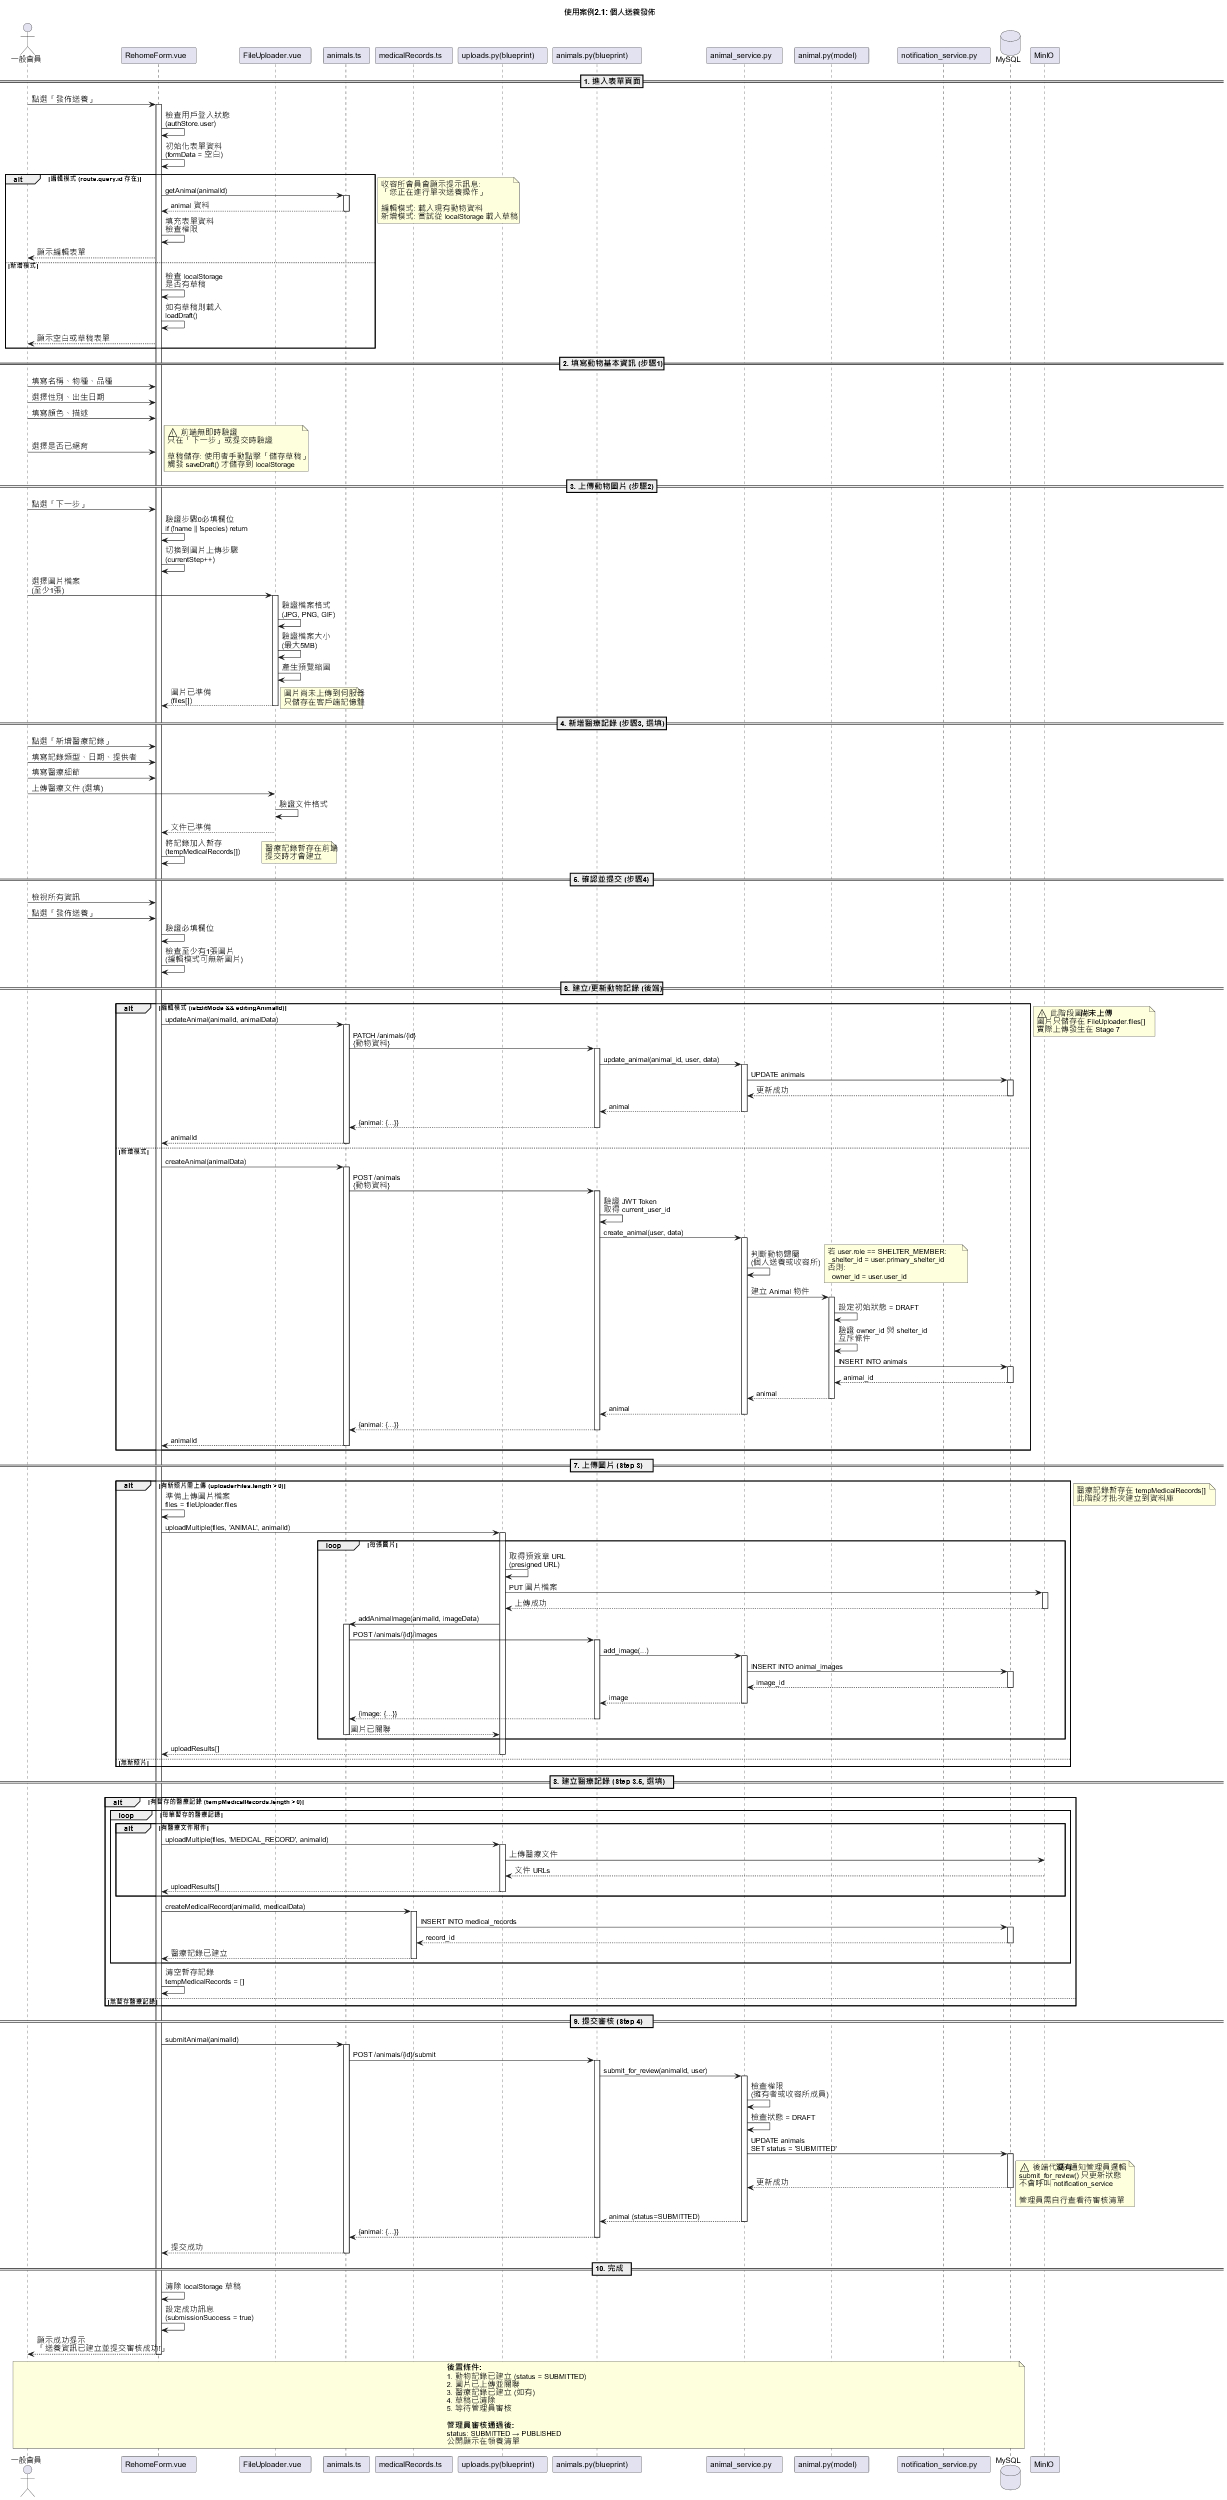 使用案例2.1: 個人送養發佈
一般會員
RehomeForm.vue
FileUploader.vue
animals.ts
medicalRecords.ts
uploads.py(blueprint)
animals.py(blueprint)
animal_service.py
animal.py(model)
notification_service.py
MySQL
MinIO
1. 進入表單頁面
點選「發佈送養」
檢查用戶登入狀態
(authStore.user)
初始化表單資料
(formData = 空白)
alt
[編輯模式 (route.query.id 存在)]
getAnimal(animalId)
收容所會員會顯示提示訊息:
「您正在進行單次送養操作」
編輯模式: 載入現有動物資料
新增模式: 嘗試從 localStorage 載入草稿
animal 資料
填充表單資料
檢查權限
顯示編輯表單
[新增模式]
檢查 localStorage
是否有草稿
如有草稿則載入
loadDraft()
顯示空白或草稿表單
2. 填寫動物基本資訊 (步驟1)
填寫名稱、物種、品種
選擇性別、出生日期
填寫顏色、描述
選擇是否已絕育
⚠ 前端無即時驗證
只在「下一步」或提交時驗證
草稿儲存: 使用者手動點擊「儲存草稿」
觸發 saveDraft() 才儲存到 localStorage
3. 上傳動物圖片 (步驟2)
點選「下一步」
驗證步驟0必填欄位
if (!name || !species) return
切換到圖片上傳步驟
(currentStep++)
選擇圖片檔案
(至少1張)
驗證檔案格式
(JPG, PNG, GIF)
驗證檔案大小
(最大5MB)
產生預覽縮圖
圖片已準備
(files[])
圖片尚未上傳到伺服器
只儲存在客戶端記憶體
4. 新增醫療記錄 (步驟3, 選填)
點選「新增醫療記錄」
填寫記錄類型、日期、提供者
填寫醫療細節
上傳醫療文件 (選填)
驗證文件格式
文件已準備
將記錄加入暫存
(tempMedicalRecords[])
醫療記錄暫存在前端
提交時才會建立
5. 確認並提交 (步驟4)
檢視所有資訊
點選「發佈送養」
驗證必填欄位
檢查至少有1張圖片
(編輯模式可無新圖片)
6. 建立/更新動物記錄 (後端)
alt
[編輯模式 (isEditMode && editingAnimalId)]
updateAnimal(animalId, animalData)
⚠ 此階段圖片尚未上傳
圖片只儲存在 FileUploader.files[]
實際上傳發生在 Stage 7
PATCH /animals/{id}
{動物資料}
update_animal(animal_id, user, data)
UPDATE animals
更新成功
animal
{animal: {...}}
animalId
[新增模式]
createAnimal(animalData)
POST /animals
{動物資料}
驗證 JWT Token
取得 current_user_id
create_animal(user, data)
判斷動物歸屬
(個人送養或收容所)
若 user.role == SHELTER_MEMBER:
shelter_id = user.primary_shelter_id
否則:
owner_id = user.user_id
建立 Animal 物件
設定初始狀態 = DRAFT
驗證 owner_id 與 shelter_id
互斥條件
INSERT INTO animals
animal_id
animal
animal
{animal: {...}}
animalId
7. 上傳圖片 (Step 3)
alt
[有新照片需上傳 (uploaderFiles.length > 0)]
準備上傳圖片檔案
files = fileUploader.files
醫療記錄暫存在 tempMedicalRecords[]
此階段才批次建立到資料庫
uploadMultiple(files, 'ANIMAL', animalId)
loop
[每張圖片]
取得預簽章 URL
(presigned URL)
PUT 圖片檔案
上傳成功
addAnimalImage(animalId, imageData)
POST /animals/{id}/images
add_image(...)
INSERT INTO animal_images
image_id
image
{image: {...}}
圖片已關聯
uploadResults[]
[無新照片]
8. 建立醫療記錄 (Step 3.5, 選填)
alt
[有暫存的醫療記錄 (tempMedicalRecords.length > 0)]
loop
[每筆暫存的醫療記錄]
alt
[有醫療文件附件]
uploadMultiple(files, 'MEDICAL_RECORD', animalId)
上傳醫療文件
文件 URLs
uploadResults[]
createMedicalRecord(animalId, medicalData)
INSERT INTO medical_records
record_id
醫療記錄已建立
清空暫存記錄
tempMedicalRecords = []
[無暫存醫療記錄]
9. 提交審核 (Step 4)
submitAnimal(animalId)
POST /animals/{id}/submit
submit_for_review(animalId, user)
檢查權限
(擁有者或收容所成員)
檢查狀態 = DRAFT
UPDATE animals
SET status = 'SUBMITTED'
更新成功
⚠ 後端代碼沒有通知管理員邏輯
submit_for_review() 只更新狀態
不會呼叫 notification_service
管理員需自行查看待審核清單
animal (status=SUBMITTED)
{animal: {...}}
提交成功
10. 完成
清除 localStorage 草稿
設定成功訊息
(submissionSuccess = true)
顯示成功提示
「送養資訊已建立並提交審核成功!」
後置條件:
1. 動物記錄已建立 (status = SUBMITTED)
2. 圖片已上傳並關聯
3. 醫療記錄已建立 (如有)
4. 草稿已清除
5. 等待管理員審核
管理員審核通過後:
status: SUBMITTED → PUBLISHED
公開顯示在領養清單
一般會員
RehomeForm.vue
FileUploader.vue
animals.ts
medicalRecords.ts
uploads.py(blueprint)
animals.py(blueprint)
animal_service.py
animal.py(model)
notification_service.py
MySQL
MinIO